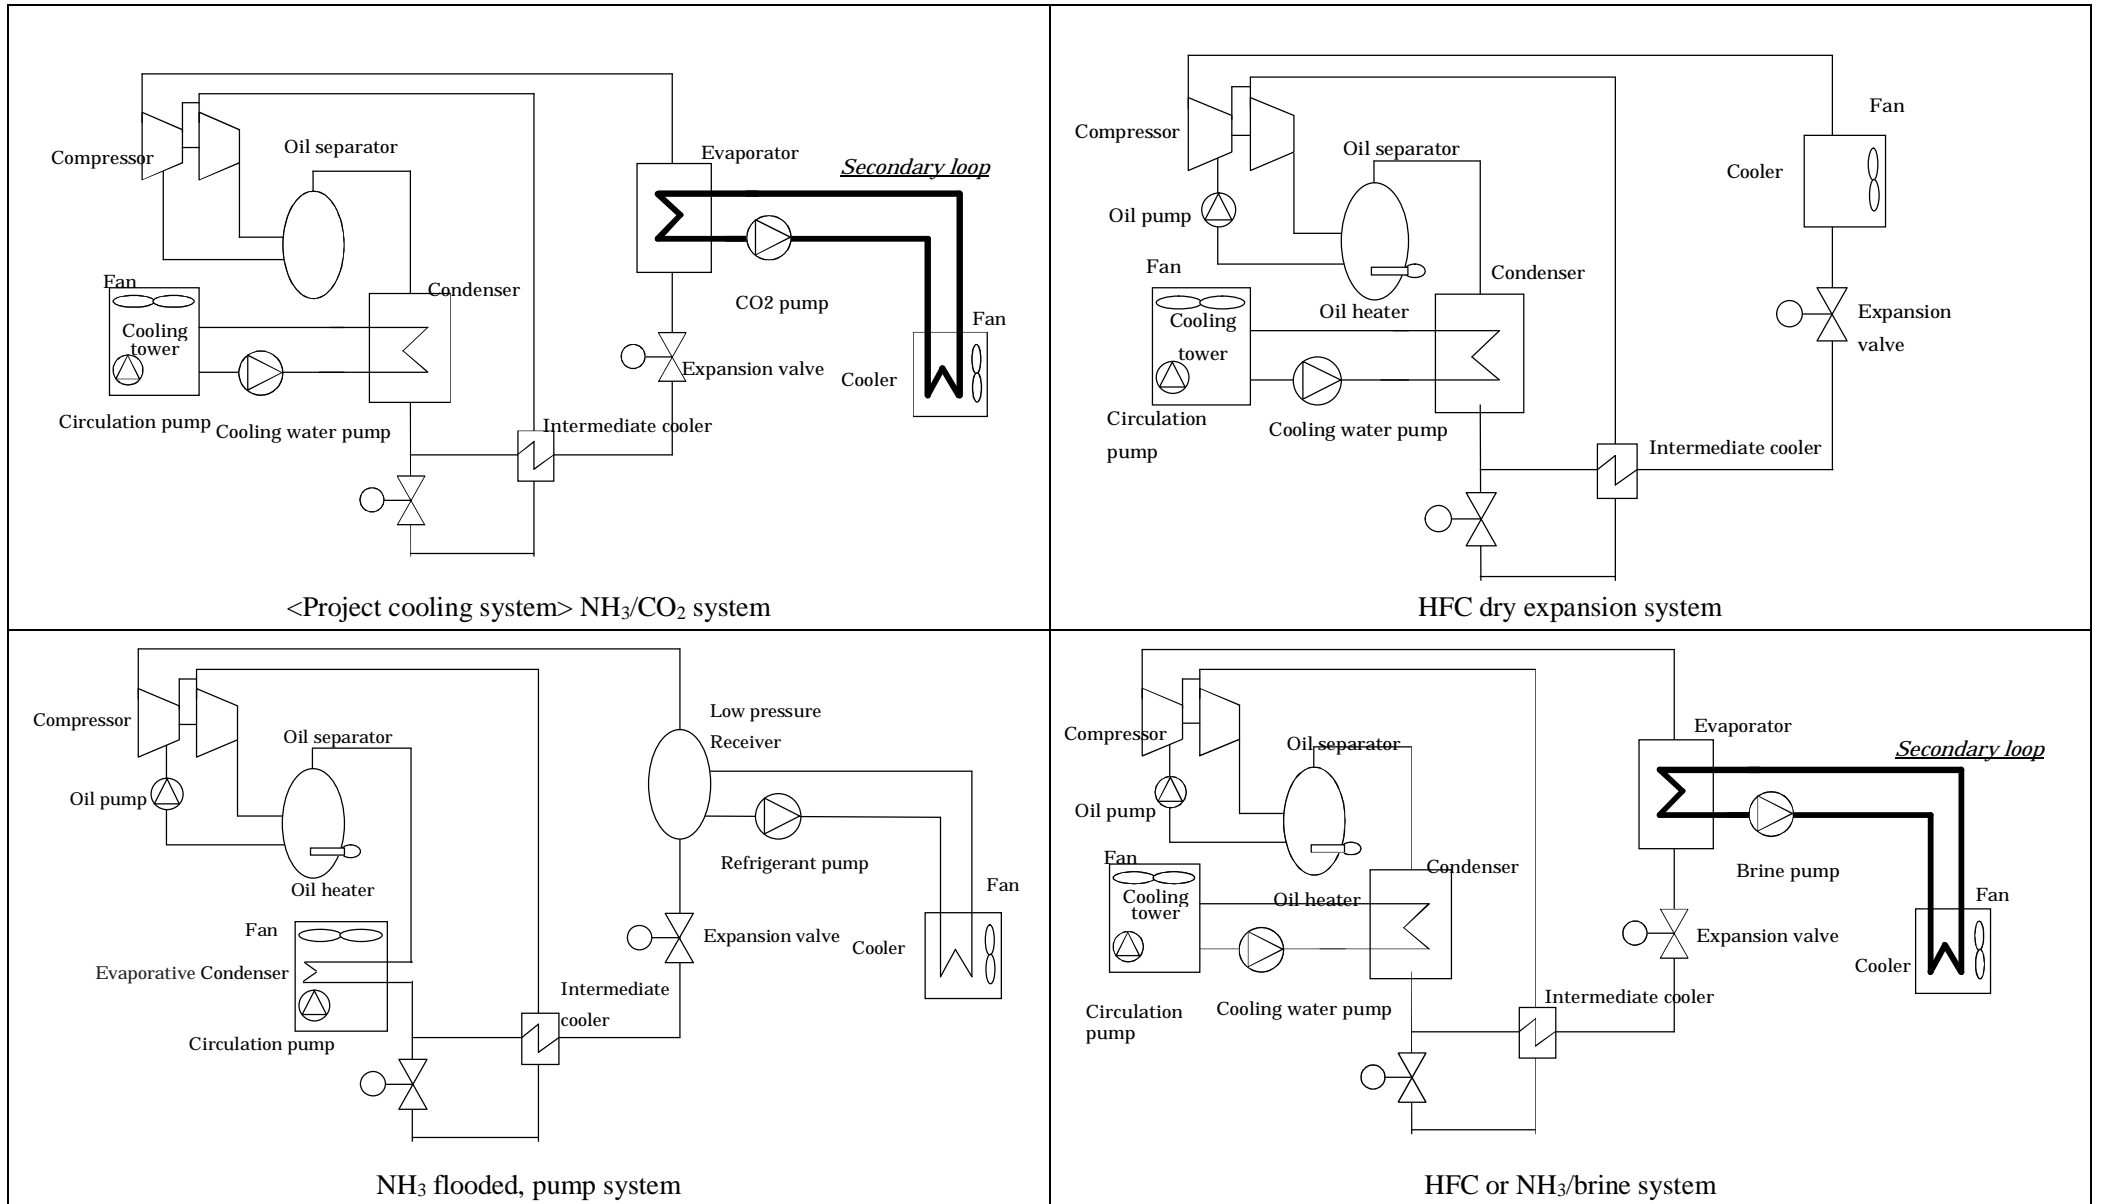 Compressor
Oil separator
Evaporator
Secondary loop
Fan
Cooling
tower
Condenser
CO2 pump
Fan
Expansion valve
Cooler
Circulation pump
Cooling water pump
Intermediate cooler
<Project cooling system> NH₃/CO₂ system
Fan
Compressor
Oil separator
Cooler
Oil pump
Fan
Condenser
Cooling
tower
Oil heater
Expansion
valve
Circulation
pump
Cooling water pump
Intermediate cooler
HFC dry expansion system
Compressor
Oil separator
Low pressure
Receiver
Oil pump
Refrigerant pump
Oil heater
Fan
Fan
Expansion valve
Cooler
Evaporative Condenser
Intermediate
cooler
Circulation pump
NH₃ flooded, pump system
Compressor
Oil separator
Evaporator
Secondary loop
Oil pump
Fan
Condenser
Brine pump
Cooling
tower
Oil heater
Fan
Expansion valve
Cooler
Circulation
pump
Cooling water pump
Intermediate cooler
HFC or NH₃/brine system